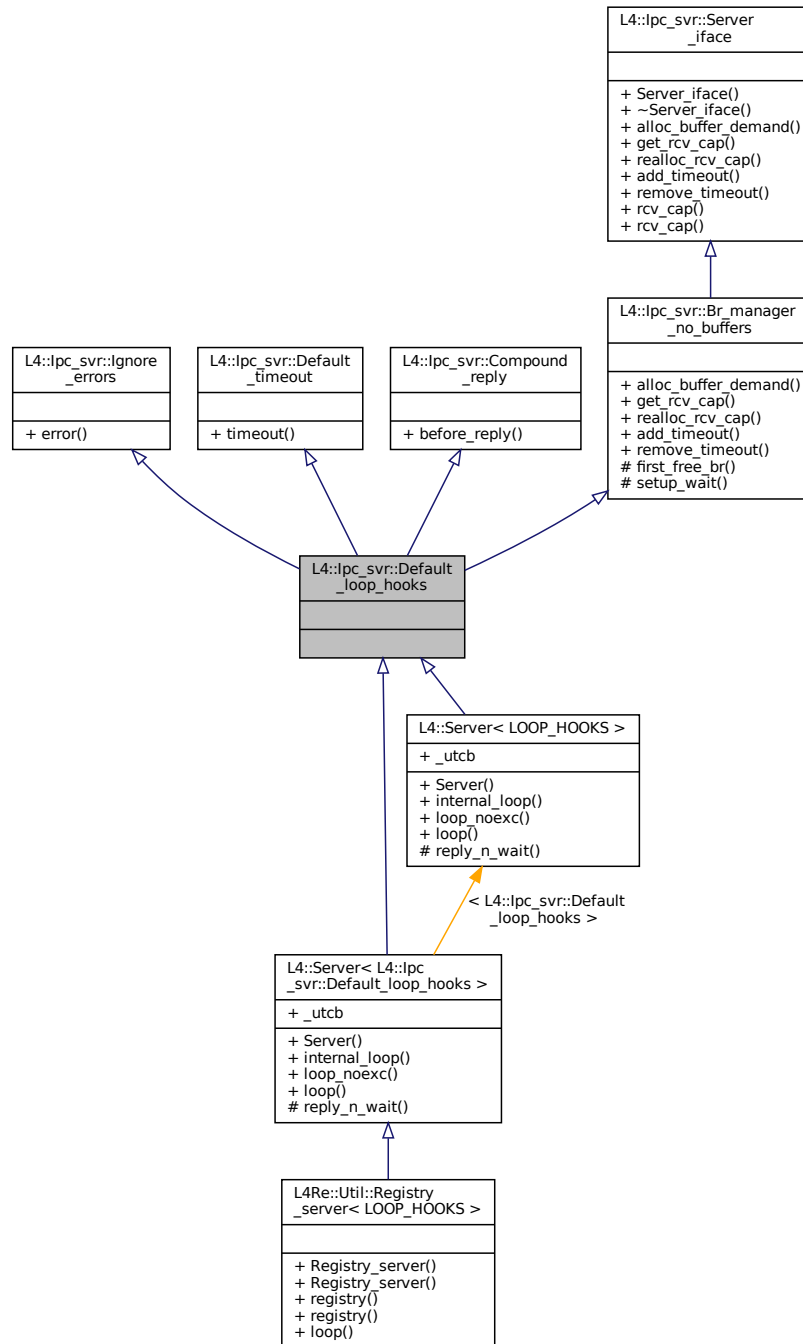 L4::Ipc_svr::Server
_iface
+ Server_iface()
+ ~Server_iface()
+ alloc_buffer_demand()
+ get_rcv_cap()
+ realloc_rcv_cap()
+ add_timeout()
+ remove_timeout()
+ rcv_cap()
+ rcv_cap()
L4::Ipc_svr::Ignore
_errors
+ error()
L4::Ipc_svr::Default
_timeout
+ timeout()
L4::Ipc_svr::Compound
_reply
+ before_reply()
L4::Ipc_svr::Br_manager
_no_buffers
+ alloc_buffer_demand()
+ get_rcv_cap()
+ realloc_rcv_cap()
+ add_timeout()
+ remove_timeout()
# first_free_br()
# setup_wait()
L4::Ipc_svr::Default
_loop_hooks
L4::Server< LOOP_HOOKS >
+ _utcb
+ Server()
+ internal_loop()
+ loop_noexc()
+ loop()
# reply_n_wait()
< L4::Ipc_svr::Default
_loop_hooks >
L4::Server< L4::Ipc
_svr::Default_loop_hooks >
+ _utcb
+ Server()
+ internal_loop()
+ loop_noexc()
+ loop()
# reply_n_wait()
L4Re::Util::Registry
_server< LOOP_HOOKS >
+ Registry_server()
+ Registry_server()
+ registry()
+ registry()
+ loop()